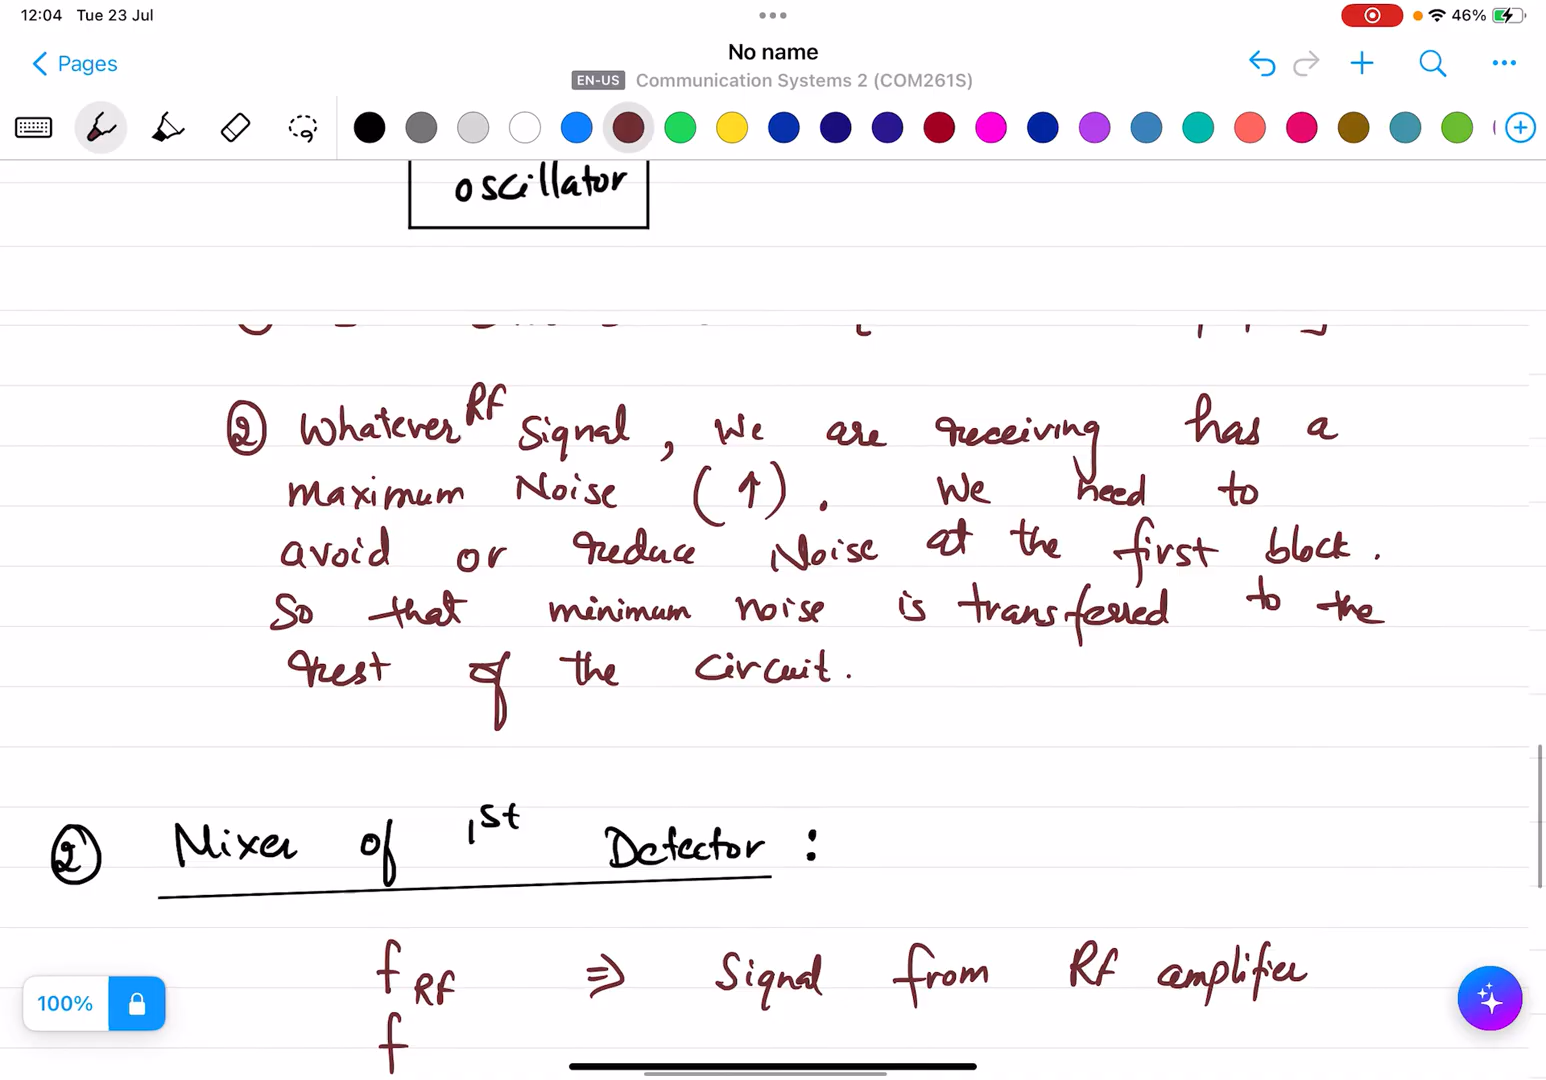 12:04 Tue 23 Jul
46%
Pages
No name
EN-US Communication Systems 2 (COM261S)
oscillator
② Whatever RF Signal, We are receiving has a
maximum Noise (↑). We need to
avoid or reduce Noise at the first block.
So that minimum noise is transferred to the
rest of the Circuit.
② Mixer of 1st Detector :
f RF ⇒ Signal from RF amplifier
f
100%